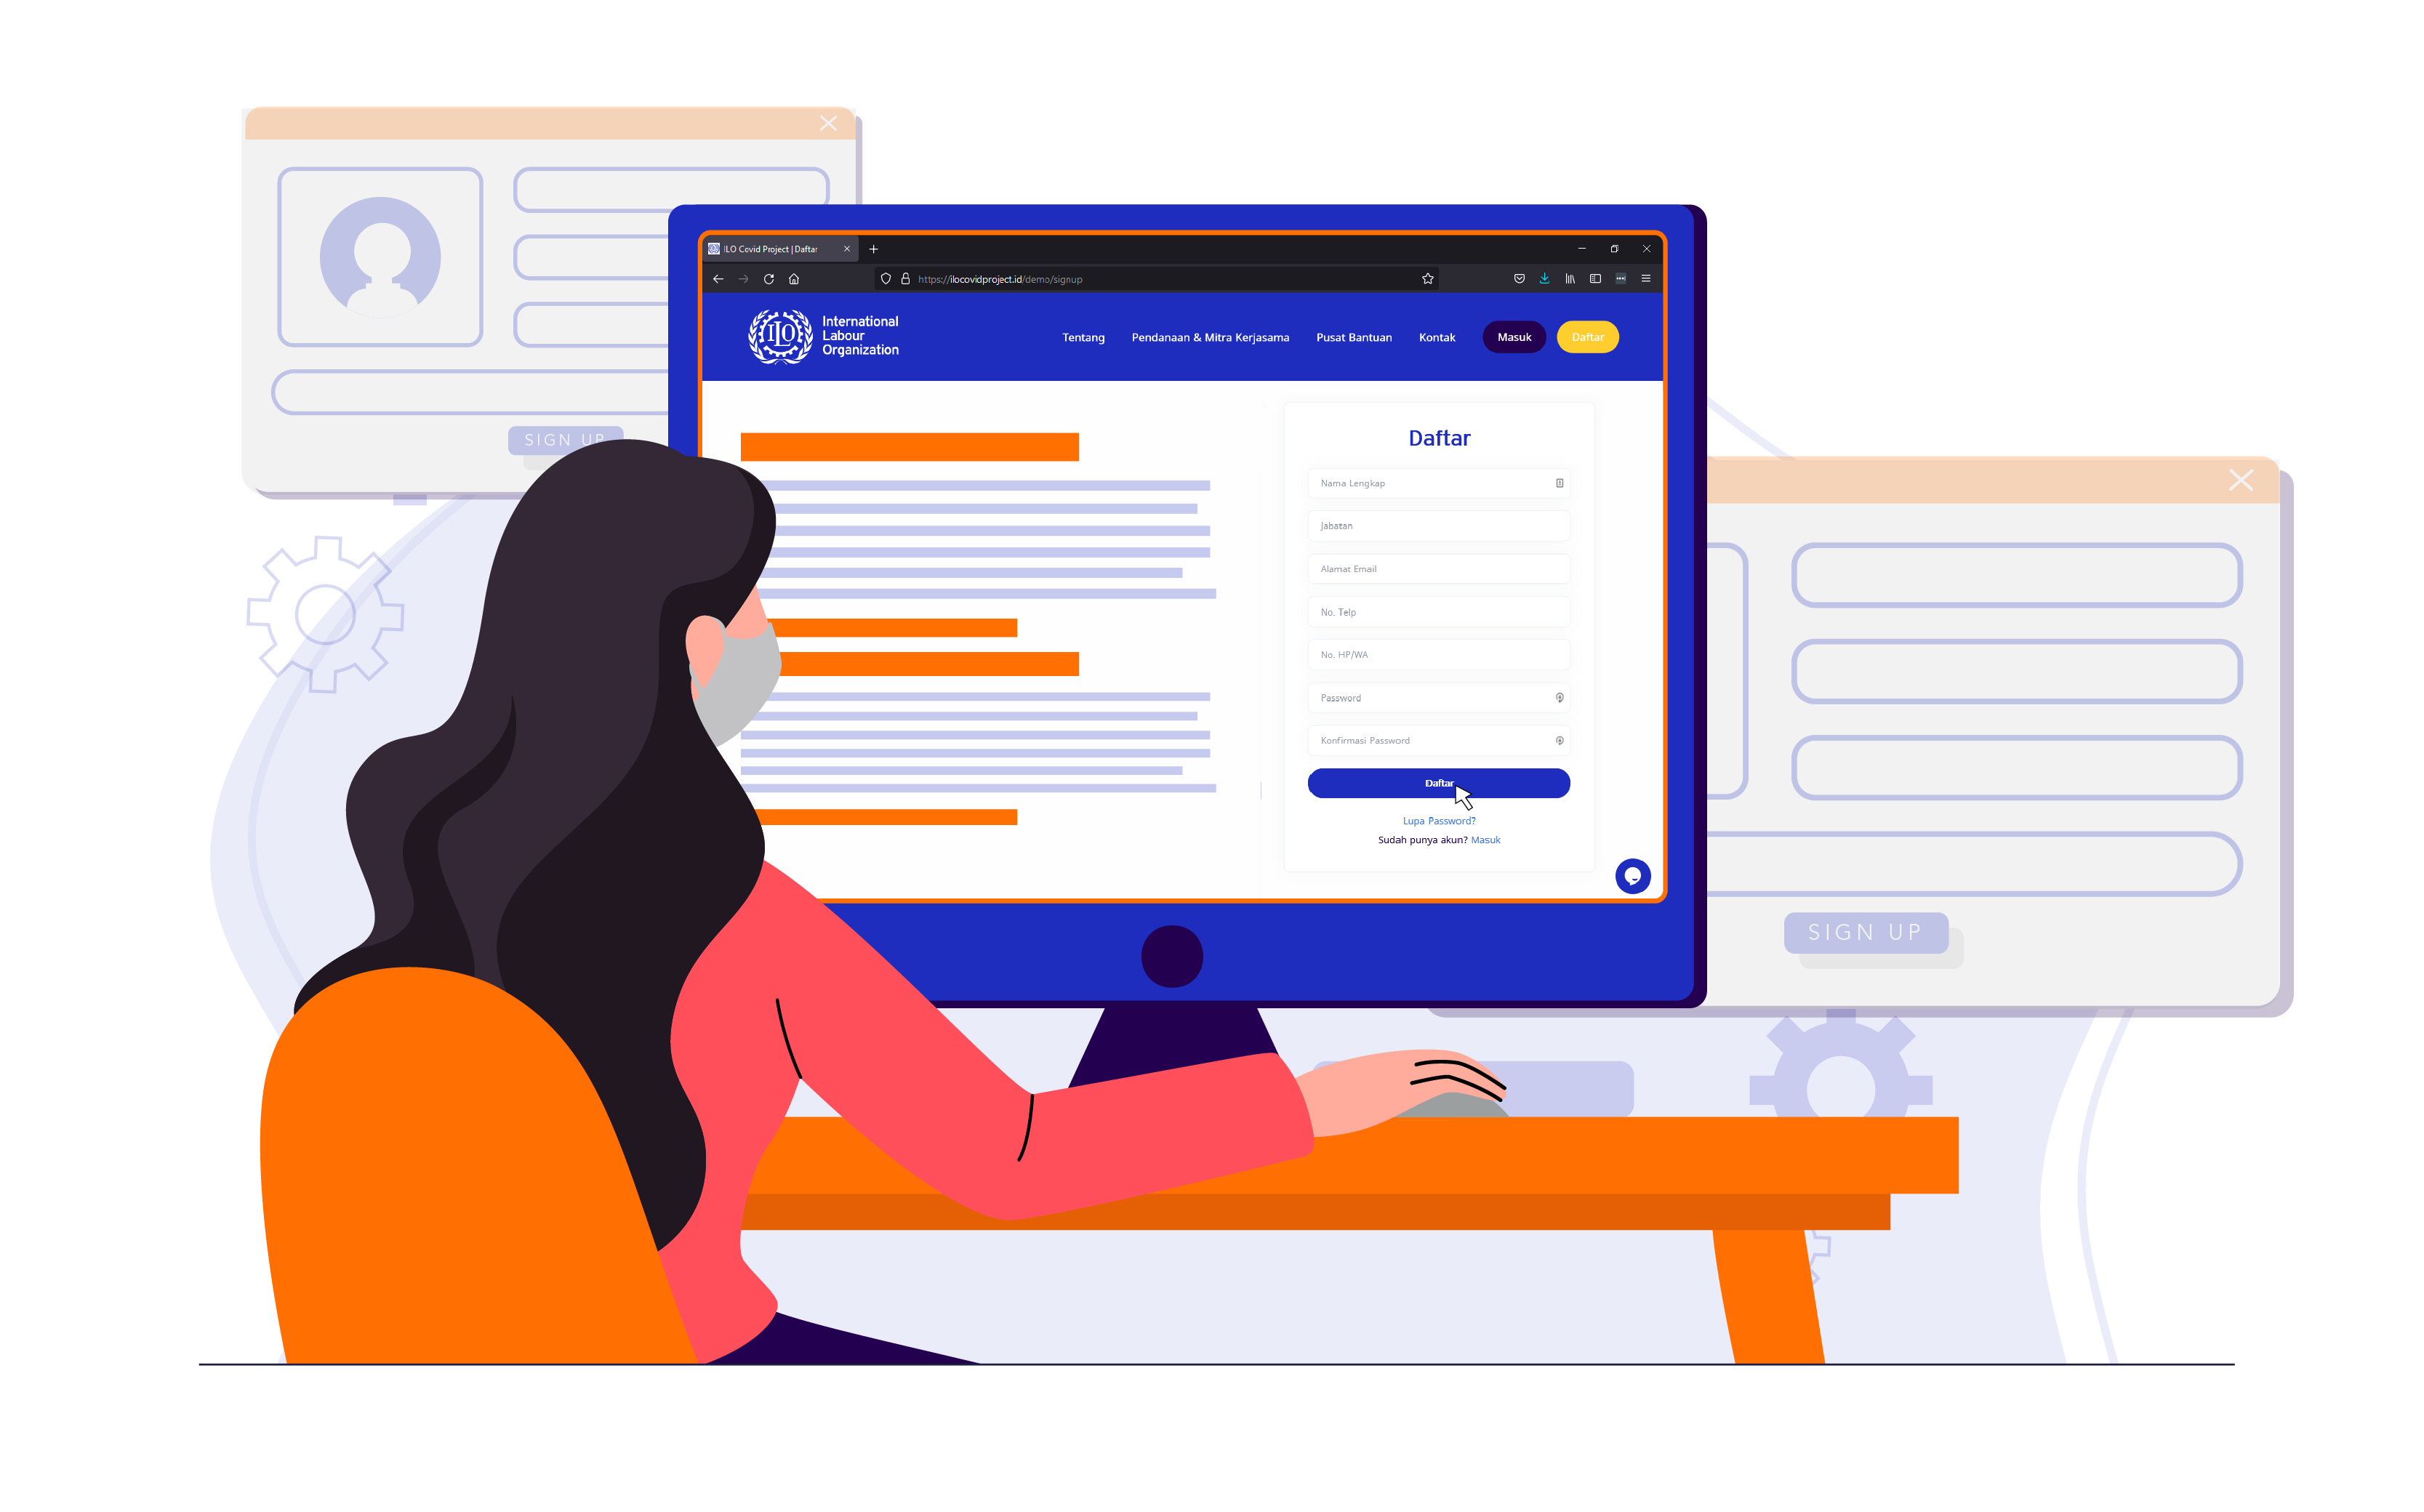 SIGN UP
ILO Covid Project | Daftar
https://ilocovidproject.id/demo/signup
ILO
International
Labour
Organization
Tentang
Pendanaan & Mitra Kerjasama
Pusat Bantuan
Kontak
Masuk
Daftar
Daftar
Nama Lengkap
Jabatan
Alamat Email
No. Telp
No. HP/WA
Password
Konfirmasi Password
Daftar
Lupa Password?
Sudah punya akun? Masuk
SIGN UP